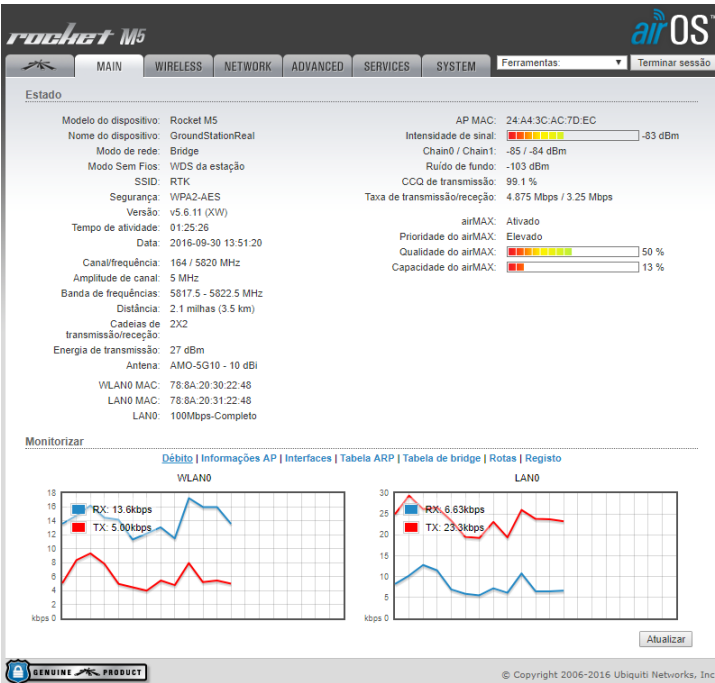 rocket M5
airOS™
MAIN WIRELESS NETWORK ADVANCED SERVICES SYSTEM Ferramentas: Terminar sessão
Estado
Modelo do dispositivo: Rocket M5
Nome do dispositivo: GroundStationReal
Modo de rede: Bridge
Modo Sem Fios: WDS da estação
SSID: RTK
Segurança: WPA2-AES
Versão: v5.6.11 (XW)
Tempo de atividade: 01:25:26
Data: 2016-09-30 13:51:20
Canal/frequência: 164 / 5820 MHz
Amplitude de canal: 5 MHz
Banda de frequências: 5817.5 - 5822.5 MHz
Distância: 2.1 milhas (3.5 km)
Cadeias de transmissão/receção: 2X2
Energia de transmissão: 27 dBm
Antena: AMO-5G10 - 10 dBi
WLAN0 MAC: 78:8A:20:30:22:48
LAN0 MAC: 78:8A:20:31:22:48
LAN0: 100Mbps-Completo
AP MAC: 24:A4:3C:AC:7D:EC
Intensidade de sinal: -83 dBm
Chain0 / Chain1: -85 / -84 dBm
Ruído de fundo: -103 dBm
CCQ de transmissão: 99.1 %
Taxa de transmissão/receção: 4.875 Mbps / 3.25 Mbps
airMAX: Ativado
Prioridade do airMAX: Elevado
Qualidade do airMAX: 50 %
Capacidade do airMAX: 13 %
Monitorizar
Débito | Informações AP | Interfaces | Tabela ARP | Tabela de bridge | Rotas | Registo
WLAN0
18
16
14
12
10
8
6
4
2
kbps 0
RX: 13.6kbps
TX: 5.00kbps
LAN0
30
25
20
15
10
5
kbps 0
RX: 6.63kbps
TX: 23.3kbps
Atualizar
GENUINE PRODUCT
© Copyright 2006-2016 Ubiquiti Networks, Inc